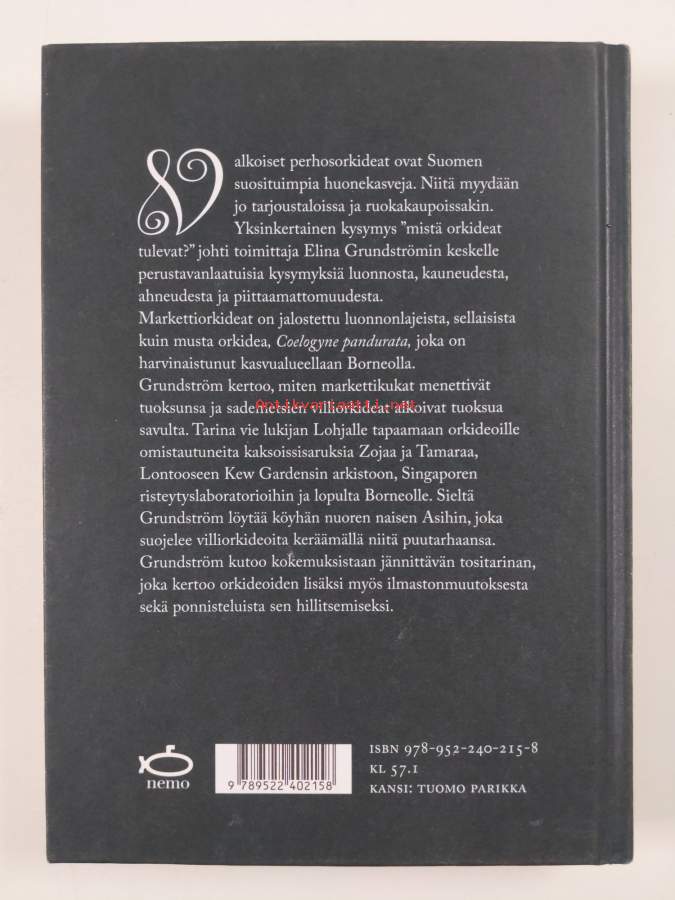 Valkoiset perhosorkideat ovat Suomen
suosituimpia huonekasveja. Niitä myydään
jo tarjoustaloissa ja ruokakaupoissakin.
Yksinkertainen kysymys ”mistä orkideat
tulevat?” johti toimittaja Elina Grundströmin keskelle
perustavanlaatuisia kysymyksiä luonnosta, kauneudesta,
ahneudesta ja piittaamattomuudesta.
Markettiorkideat on jalostettu luonnonlajeista, sellaisista
kuin musta orkidea, Coelogyne pandurata, joka on
harvinaistunut kasvualueellaan Borneolla.
Grundström kertoo, miten markettikukat menettivät
tuoksunsa ja sademetsien villiorkideat alkoivat tuoksua
Antikvariaatti.net
savulta. Tarina vie lukijan Lohjalle tapaamaan orkideoille
omistautuneita kaksoissisaruksia Zojaa ja Tamaraa,
Lontooseen Kew Gardensin arkistoon, Singaporen
risteytyslaboratorioihin ja lopulta Borneolle. Sieltä
Grundström löytää köyhän nuoren naisen Asihin, joka
suojelee villiorkideoita keräämällä niitä puutarhaansa.
Grundström kutoo kokemuksistaan jännittävän tositarinan,
joka kertoo orkideoiden lisäksi myös ilmastonmuutoksesta
sekä ponnisteluista sen hillitsemiseksi.
nemo
9 789522 402158
ISBN 978-952-240-215-8
KL 57.1
KANSI: TUOMO PARIKKA